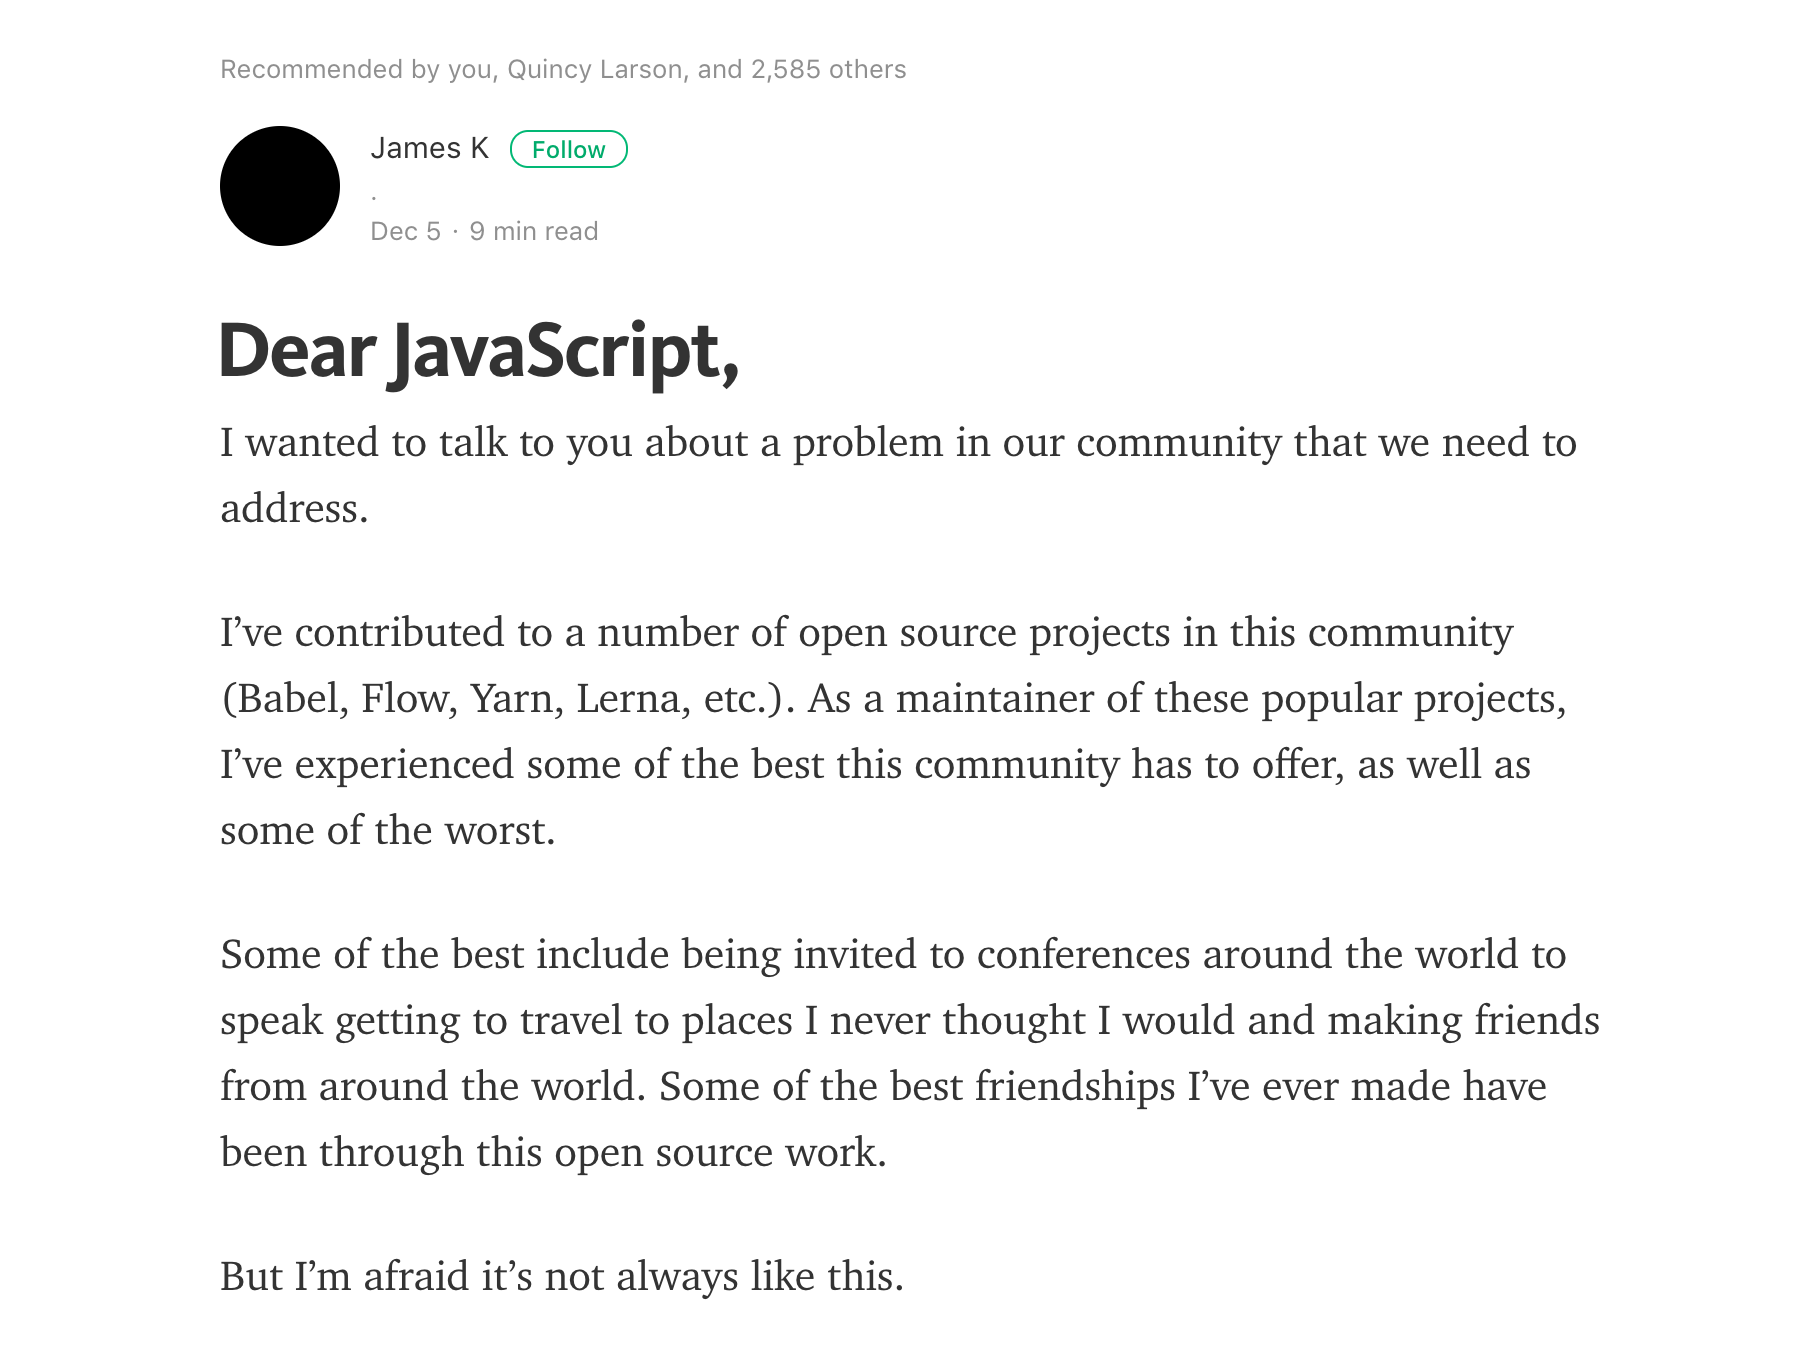 Recommended by you, Quincy Larson, and 2,585 others
James K Follow
.
Dec 5 · 9 min read
Dear JavaScript,
I wanted to talk to you about a problem in our community that we need to
address.
I’ve contributed to a number of open source projects in this community
(Babel, Flow, Yarn, Lerna, etc.). As a maintainer of these popular projects,
I’ve experienced some of the best this community has to offer, as well as
some of the worst.
Some of the best include being invited to conferences around the world to
speak getting to travel to places I never thought I would and making friends
from around the world. Some of the best friendships I’ve ever made have
been through this open source work.
But I’m afraid it’s not always like this.